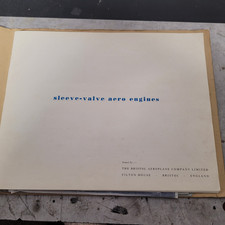 sleeve-valve aero engines
THE BRISTOL AEROPLANE COMPANY LIMITED
FILTON HOUSE · BRISTOL · ENGLAND